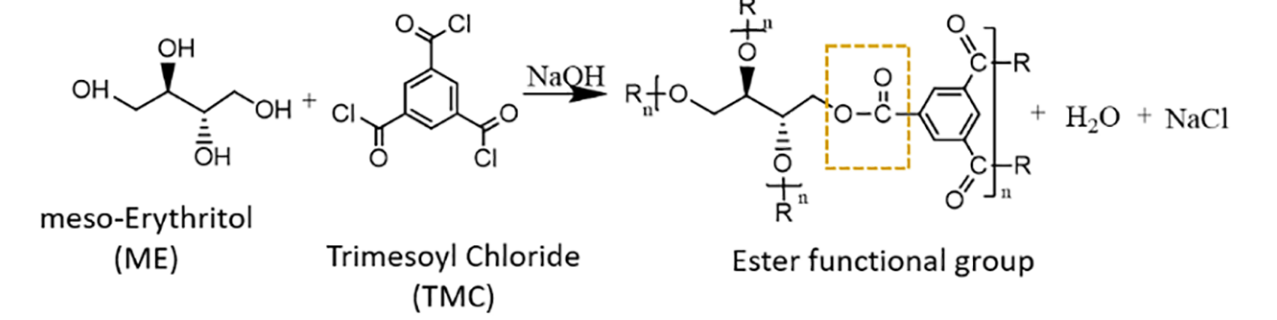 OH
OH
OH
OH
+
O
Cl
Cl
O
O
Cl
NaOH
R
n
O
R n O
O
O C
O
O
n
R
O
C R
C R
O
n
+ H₂O + NaCl
meso-Erythritol
(ME)
Trimesoyl Chloride
(TMC)
Ester functional group